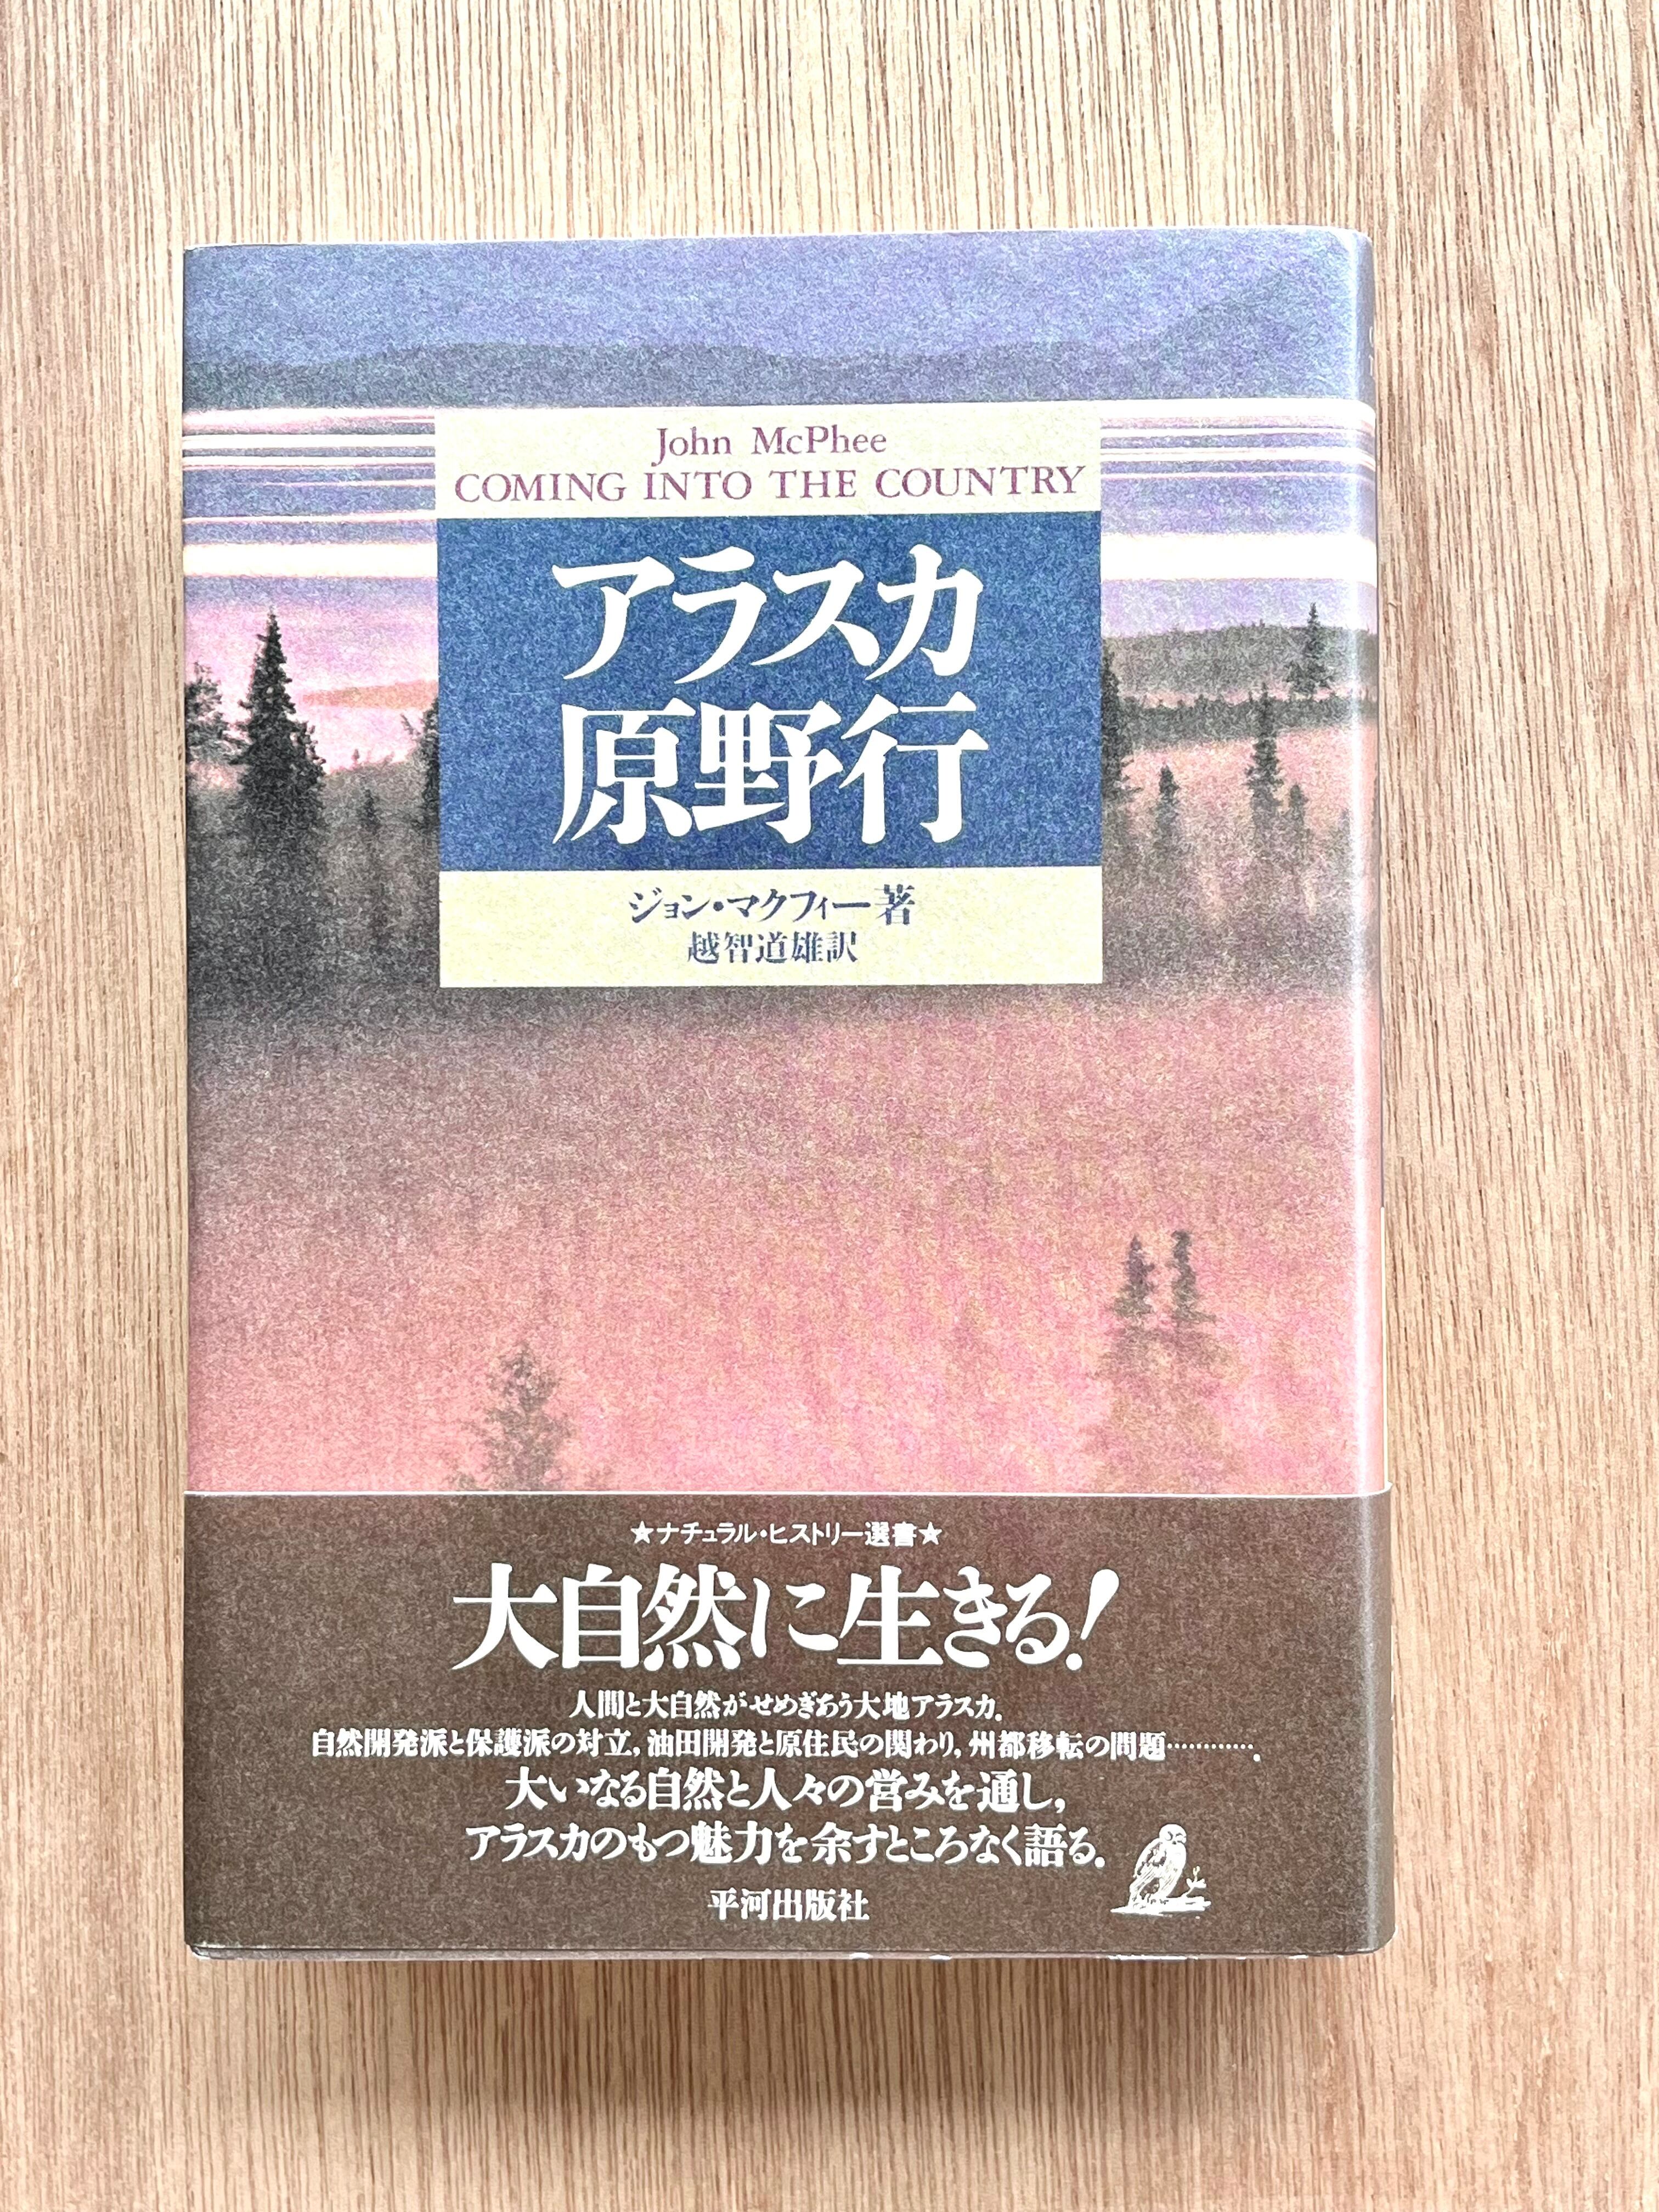 John McPhee
COMING INTO THE COUNTRY
アラスカ
原野行
ジョン・マクフィー著
越智道雄訳
★ナチュラル・ヒストリー選書★
大自然に生きる!
人間と大自然がせめぎあう大地アラスカ.
自然開発派と保護派の対立, 油田開発と原住民の関わり, 州都移転の問題…………．
大いなる自然と人々の営みを通し,
アラスカのもつ魅力を余すところなく語る.
平河出版社